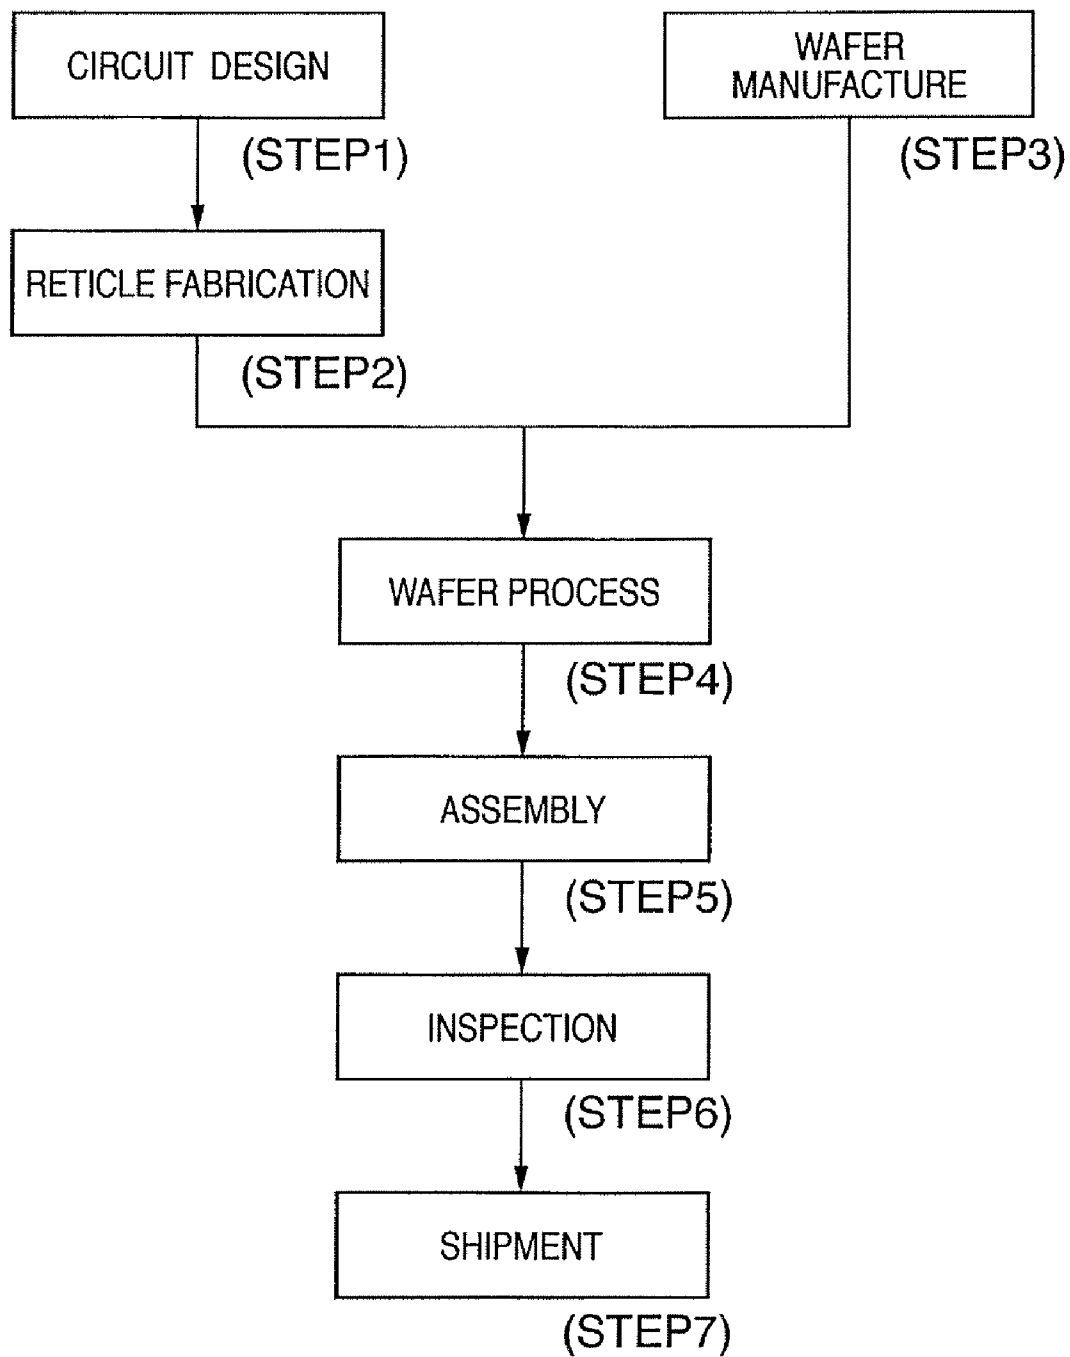 CIRCUIT DESIGN
(STEP1)
WAFER
MANUFACTURE
(STEP3)
RETICLE FABRICATION
(STEP2)
WAFER PROCESS
(STEP4)
ASSEMBLY
(STEP5)
INSPECTION
(STEP6)
SHIPMENT
(STEP7)